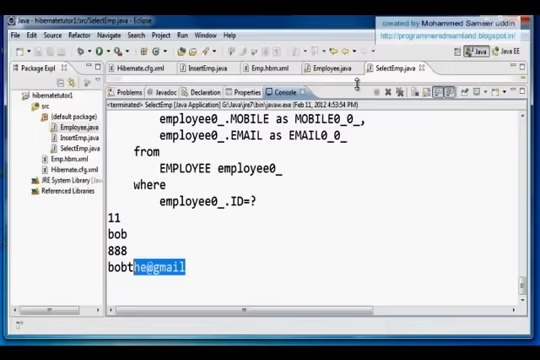 Java - hibernatetutor1/src/SelectEmp.java - Eclipse
created by Mohammed Samser uddin
http://programmersdreamland.blogspot.in/
File Edit Source Refactor Navigate Search Project Run Window Help
Java Java EE
Package Expl
Hibernate.cfg.xml InsertEmp.java Emp.hbm.xml Employee.java SelectEmp.java
hibernatetutor1
src
(default package)
Employee.java
InsertEmp.java
SelectEmp.java
Emp.hbm.xml
Hibernate.cfg.xml
JRE System Library
Referenced Libraries
Problems Javadoc Declaration Properties Console
<terminated> SelectEmp [Java Application] G:\Java\jre7\bin\javaw.exe (Feb 11, 2012 4:53:54 PM)
employee0_.MOBILE as MOBILE0_0_,
employee0_.EMAIL as EMAIL0_0_
from
EMPLOYEE employee0_
where
employee0_.ID=?
11
bob
888
bobthe@gmail